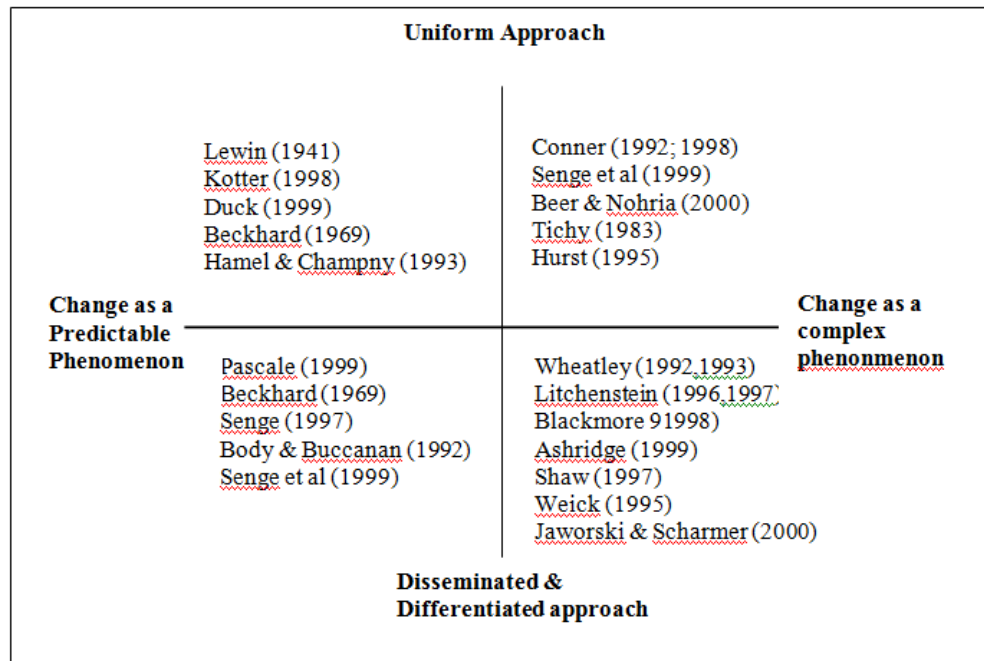 Uniform Approach
Lewin (1941)
Kotter (1998)
Duck (1999)
Beckhard (1969)
Hamel & Champny (1993)
Conner (1992; 1998)
Senge et al (1999)
Beer & Nohria (2000)
Tichy (1983)
Hurst (1995)
Change as a
Predictable
Phenomenon
Change as a
complex
phenonmenon
Pascale (1999)
Beckhard (1969)
Senge (1997)
Body & Buccanan (1992)
Senge et al (1999)
Wheatley (1992,1993)
Litchenstein (1996,1997)
Blackmore 91998)
Ashridge (1999)
Shaw (1997)
Weick (1995)
Jaworski & Scharmer (2000)
Disseminated &
Differentiated approach